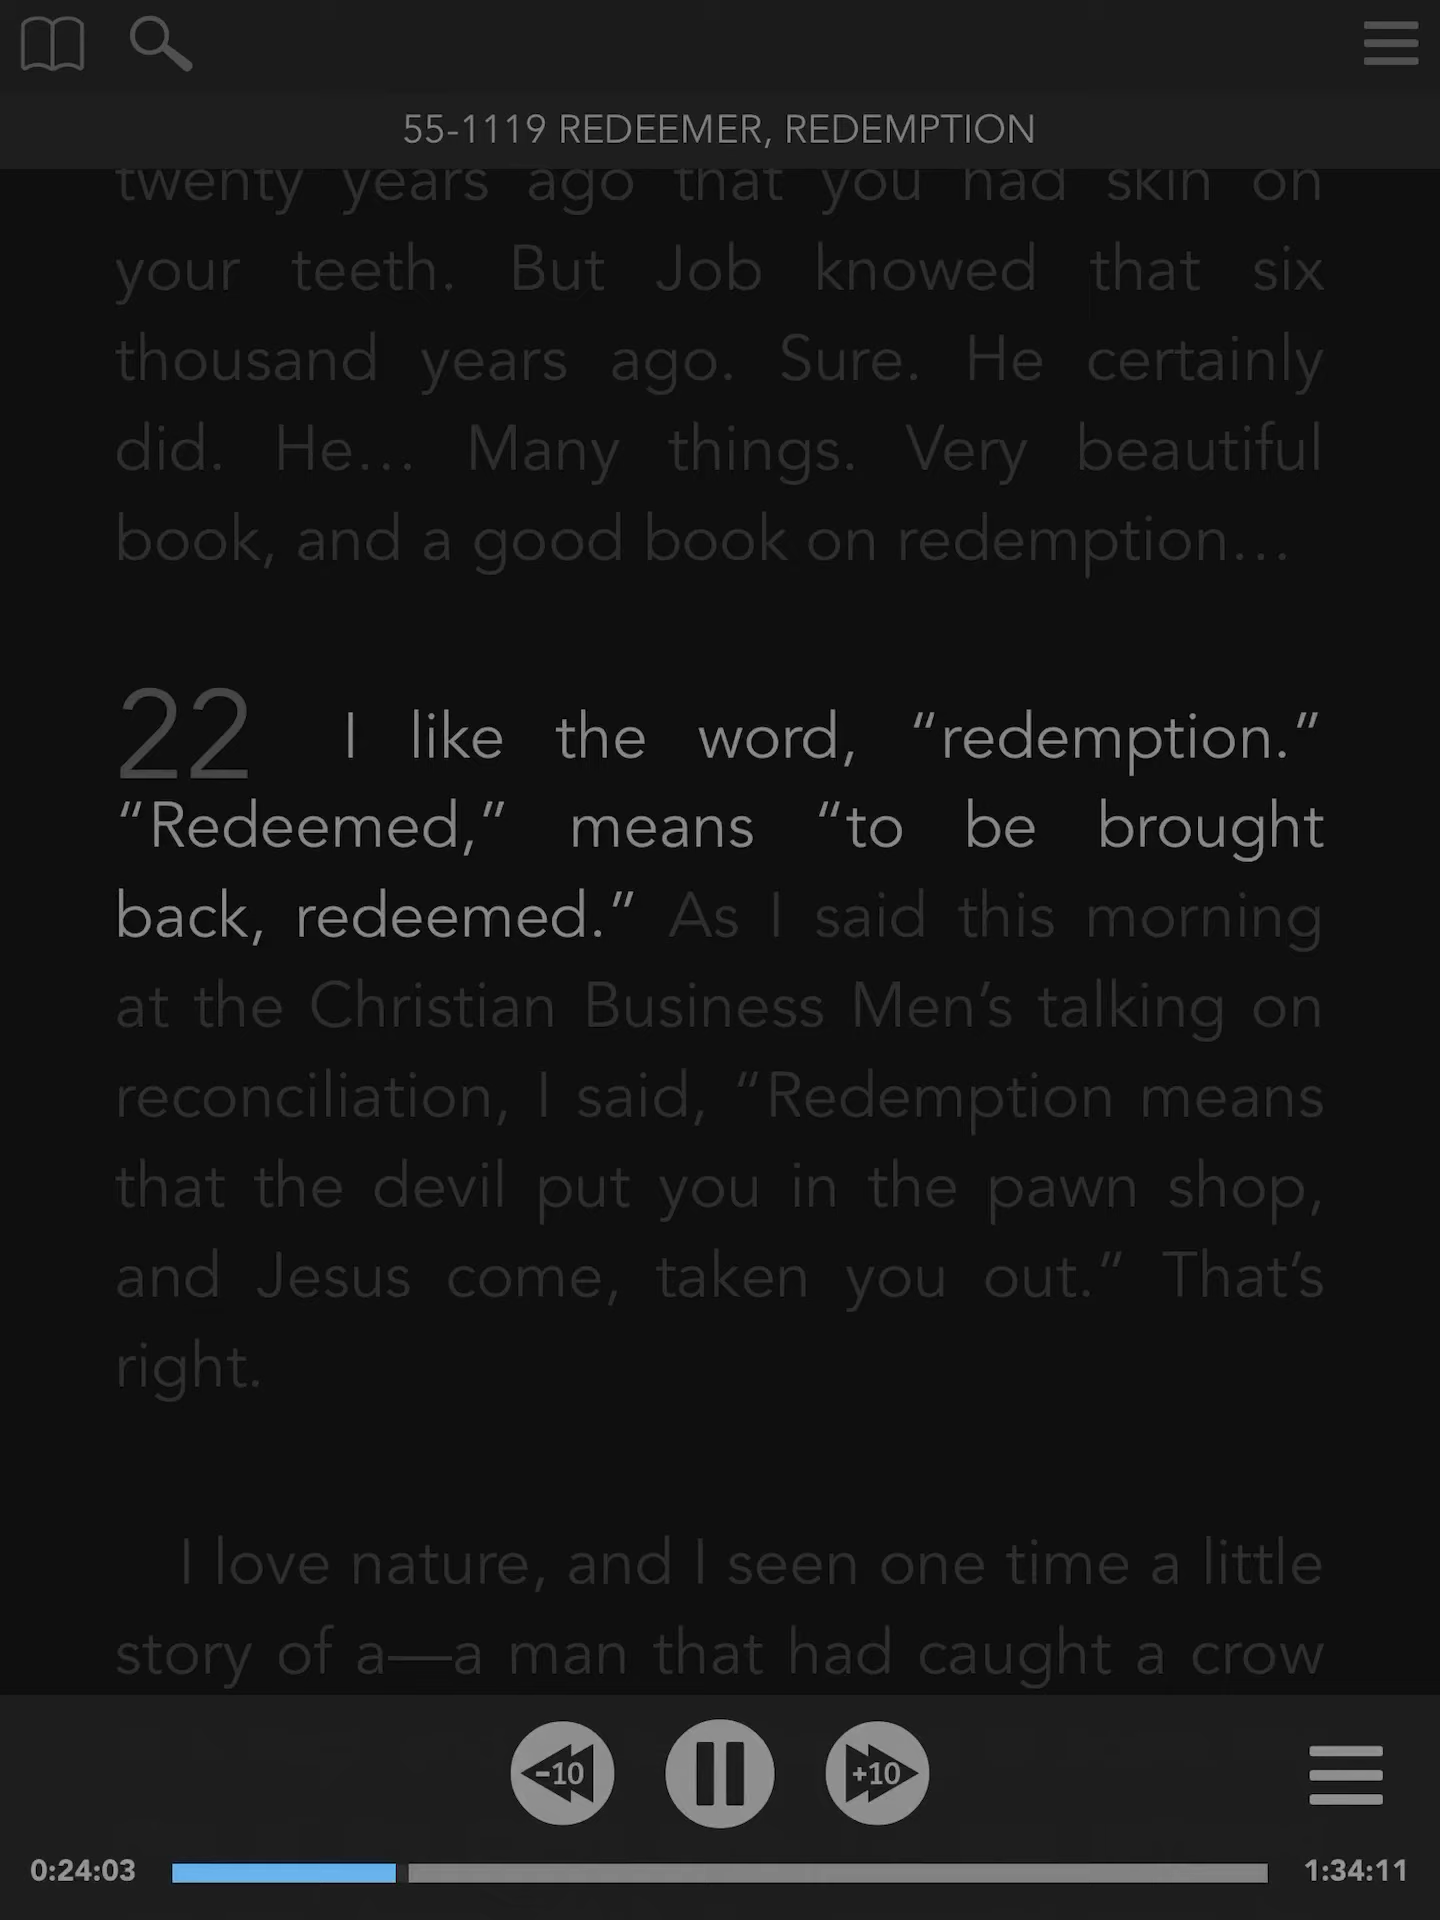 55-1119 REDEEMER, REDEMPTION
twenty years ago that you had skin on
your teeth. But Job knowed that six
thousand years ago. Sure. He certainly
did. He… Many things. Very beautiful
book, and a good book on redemption…
22 I like the word, “redemption.”
“Redeemed,” means “to be brought
back, redeemed.” As I said this morning
at the Christian Business Men’s talking on
reconciliation, I said, “Redemption means
that the devil put you in the pawn shop,
and Jesus come, taken you out.” That’s
right.
I love nature, and I seen one time a little
story of a—a man that had caught a crow
-10 +10
0:24:03 1:34:11